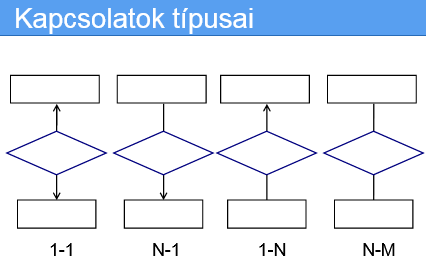 Kapcsolatok típusai
1-1 N-1 1-N N-M